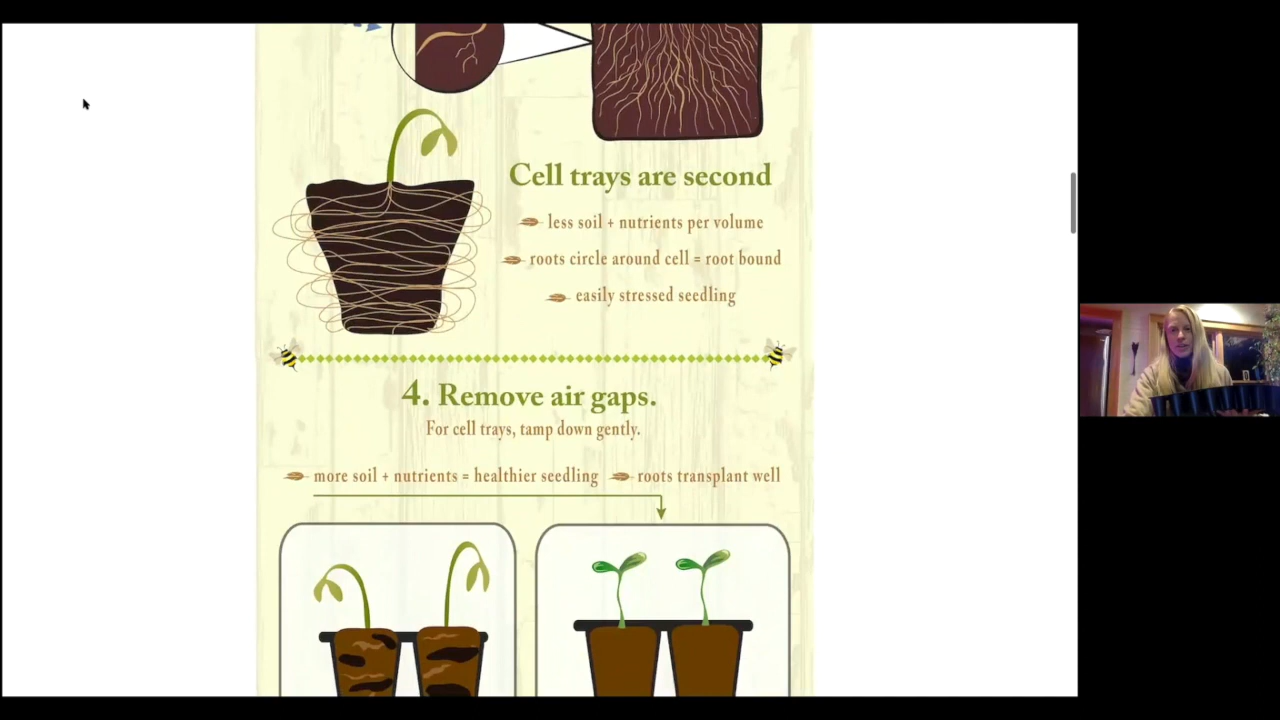 Cell trays are second
less soil + nutrients per volume
roots circle around cell = root bound
easily stressed seedling
4. Remove air gaps.
For cell trays, tamp down gently.
more soil + nutrients = healthier seedling roots transplant well